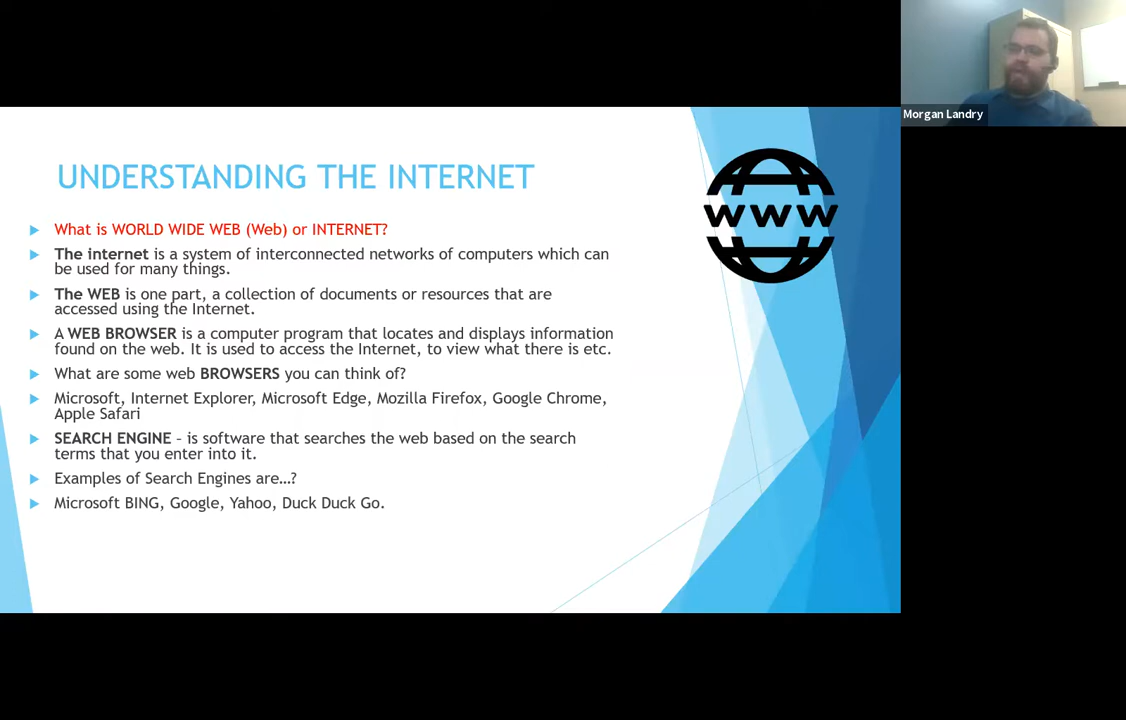 Morgan Landry
UNDERSTANDING THE INTERNET
www
What is WORLD WIDE WEB (Web) or INTERNET?
The internet is a system of interconnected networks of computers which can
be used for many things.
The WEB is one part, a collection of documents or resources that are
accessed using the Internet.
A WEB BROWSER is a computer program that locates and displays information
found on the web. It is used to access the Internet, to view what there is etc.
What are some web BROWSERS you can think of?
Microsoft, Internet Explorer, Microsoft Edge, Mozilla Firefox, Google Chrome,
Apple Safari
SEARCH ENGINE – is software that searches the web based on the search
terms that you enter into it.
Examples of Search Engines are…?
Microsoft BING, Google, Yahoo, Duck Duck Go.